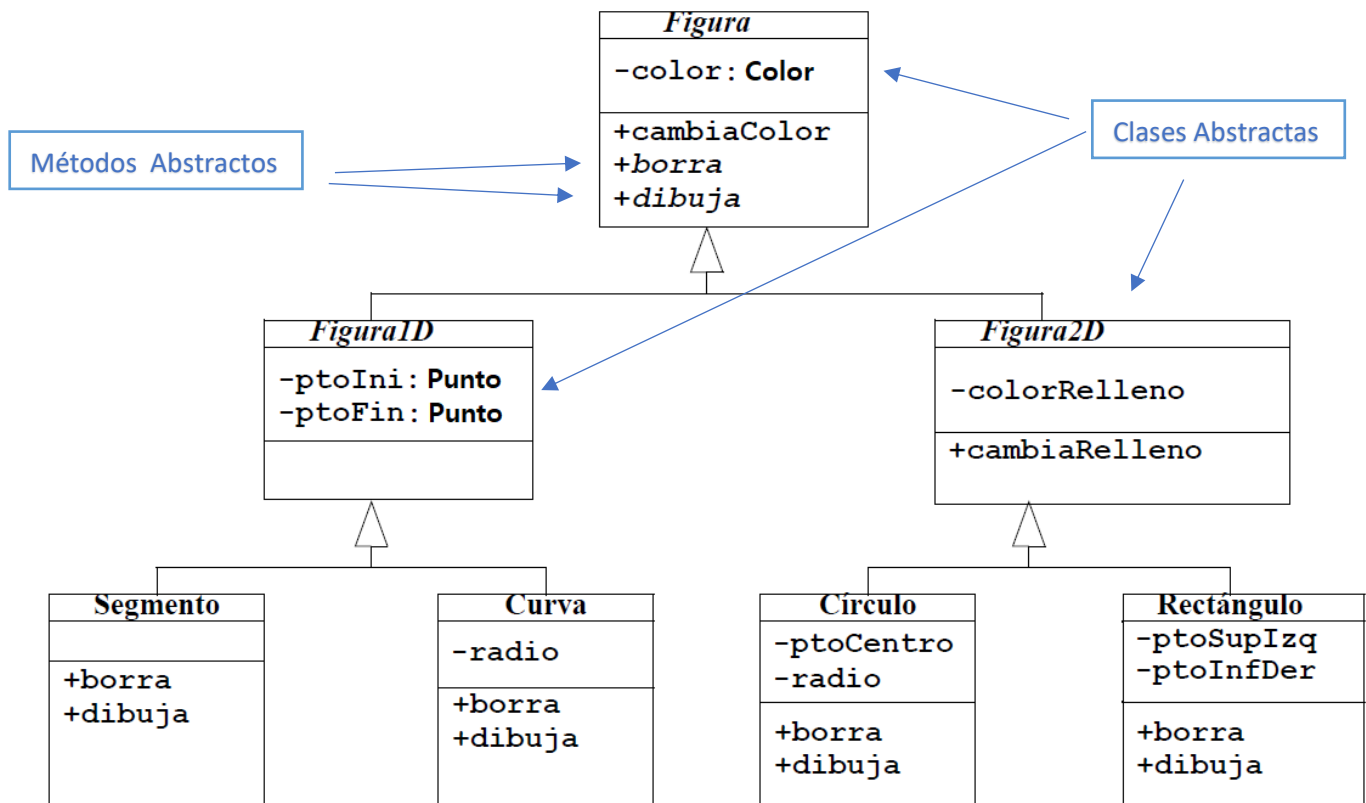 Figura
-color: Color
+cambiaColor
+borra
+dibuja
Métodos Abstractos
Clases Abstractas
Figura1D
-ptoIni: Punto
-ptoFin: Punto
Figura2D
-colorRelleno
+cambiaRelleno
Segmento
+borra
+dibuja
Curva
-radio
+borra
+dibuja
Círculo
-ptoCentro
-radio
+borra
+dibuja
Rectángulo
-ptoSupIzq
-ptoInfDer
+borra
+dibuja